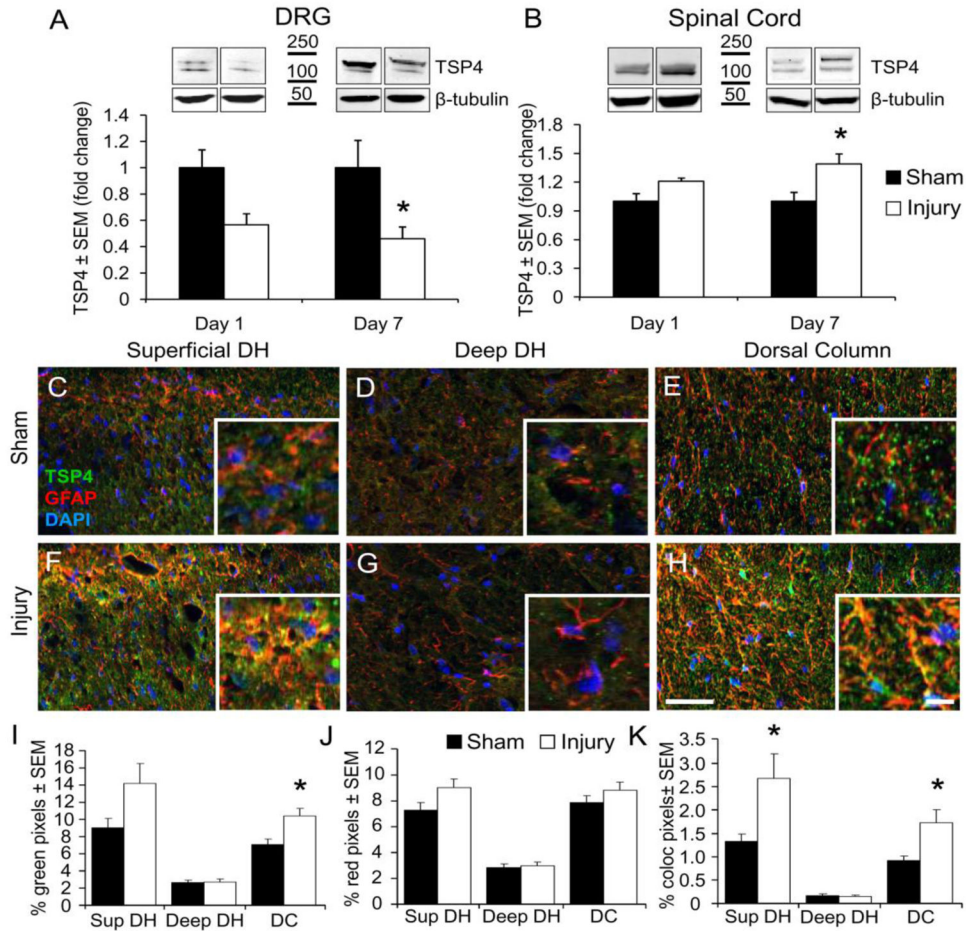 A
DRG
250
100
50
TSP4
β-tubulin
TSP4 ± SEM (fold change)
1.4
1.2
1
0.8
0.6
0.4
0.2
0
*
Day 1
Day 7
B
Spinal Cord
250
100
50
TSP4
β-tubulin
TSP4 ± SEM (fold change)
1.8
1.5
1.2
0.9
0.6
0.3
0
*
Sham
Injury
Day 1
Day 7
Superficial DH
Deep DH
Dorsal Column
Sham
C
TSP4
GFAP
DAPI
D
E
Injury
F
G
H
I
% green pixels ± SEM
18
16
14
12
10
8
6
4
2
0
*
Sup DH
Deep DH
DC
J
Sham
Injury
% red pixels ± SEM
12
10
8
6
4
2
0
Sup DH
Deep DH
DC
K
% coloc pixels± SEM
3.5
3.0
2.5
2.0
1.5
1.0
0.5
0
*
*
Sup DH
Deep DH
DC